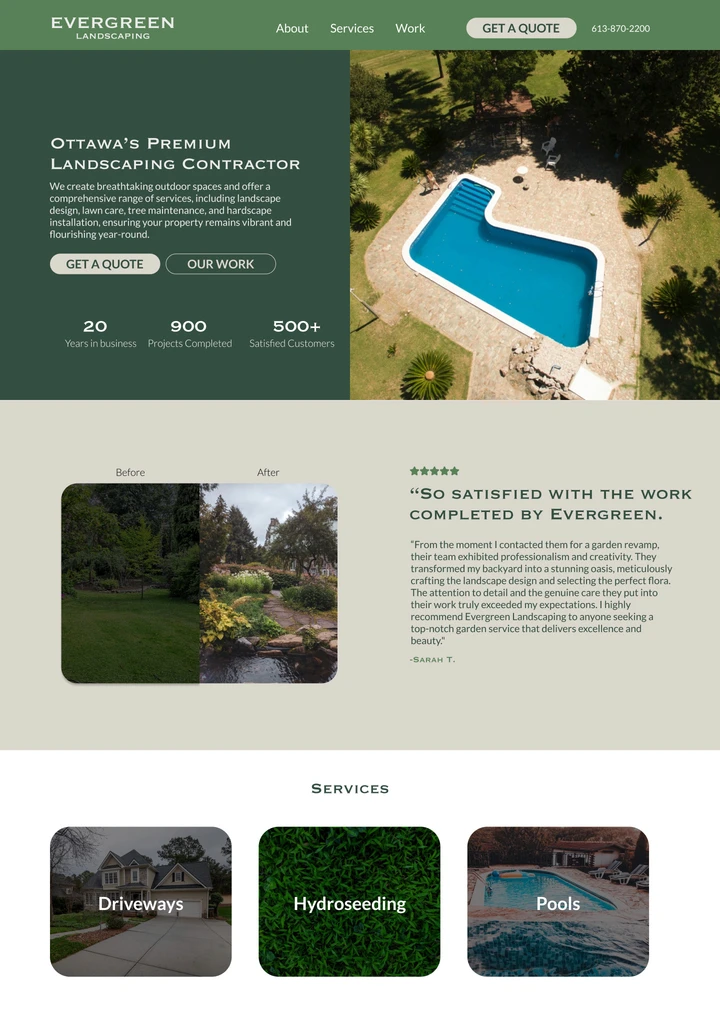 EVERGREEN
LANDSCAPING
About Services Work GET A QUOTE 613-870-2200
Ottawa's Premium
Landscaping Contractor
We create breathtaking outdoor spaces and offer a
comprehensive range of services, including landscape
design, lawn care, tree maintenance, and hardscape
installation, ensuring your property remains vibrant and
flourishing year-round.
GET A QUOTE OUR WORK
20 900 500+
Years in business Projects Completed Satisfied Customers
Before After
“So satisfied with the work
completed by Evergreen.
"From the moment I contacted them for a garden revamp,
their team exhibited professionalism and creativity. They
transformed my backyard into a stunning oasis, meticulously
crafting the landscape design and selecting the perfect flora.
The attention to detail and the genuine care they put into
their work truly exceeded my expectations. I highly
recommend Evergreen Landscaping to anyone seeking a
top-notch garden service that delivers excellence and
beauty."
-Sarah T.
Services
Driveways Hydroseeding Pools